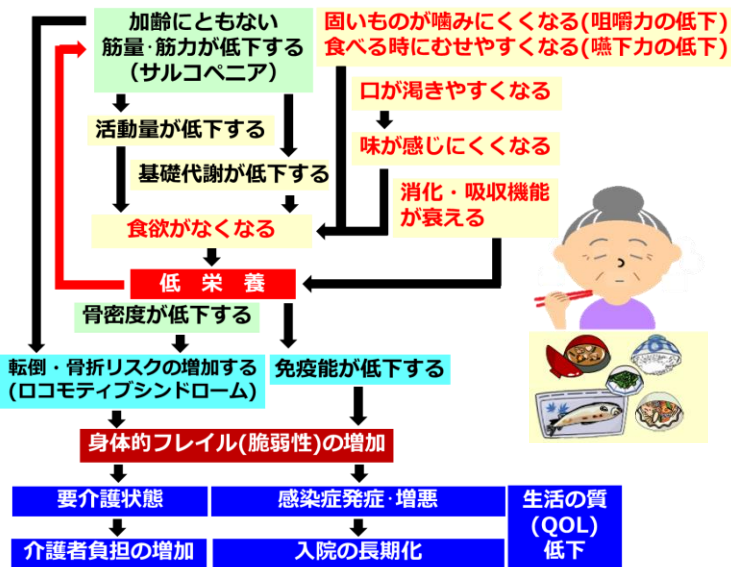 加齢にともない
筋量･筋力が低下する
（サルコペニア）
固いものが噛みにくくなる(咀嚼力の低下)
食べる時にむせやすくなる(嚥下力の低下)
口が渇きやすくなる
活動量が低下する
味が感じにくくなる
基礎代謝が低下する
消化・吸収機能
が衰える
食欲がなくなる
低 栄 養
骨密度が低下する
転倒・骨折リスクの増加する
(ロコモティブシンドローム)
免疫能が低下する
身体的フレイル(脆弱性)の増加
要介護状態
感染症発症･増悪
生活の質
(QOL)
低下
介護者負担の増加
入院の長期化